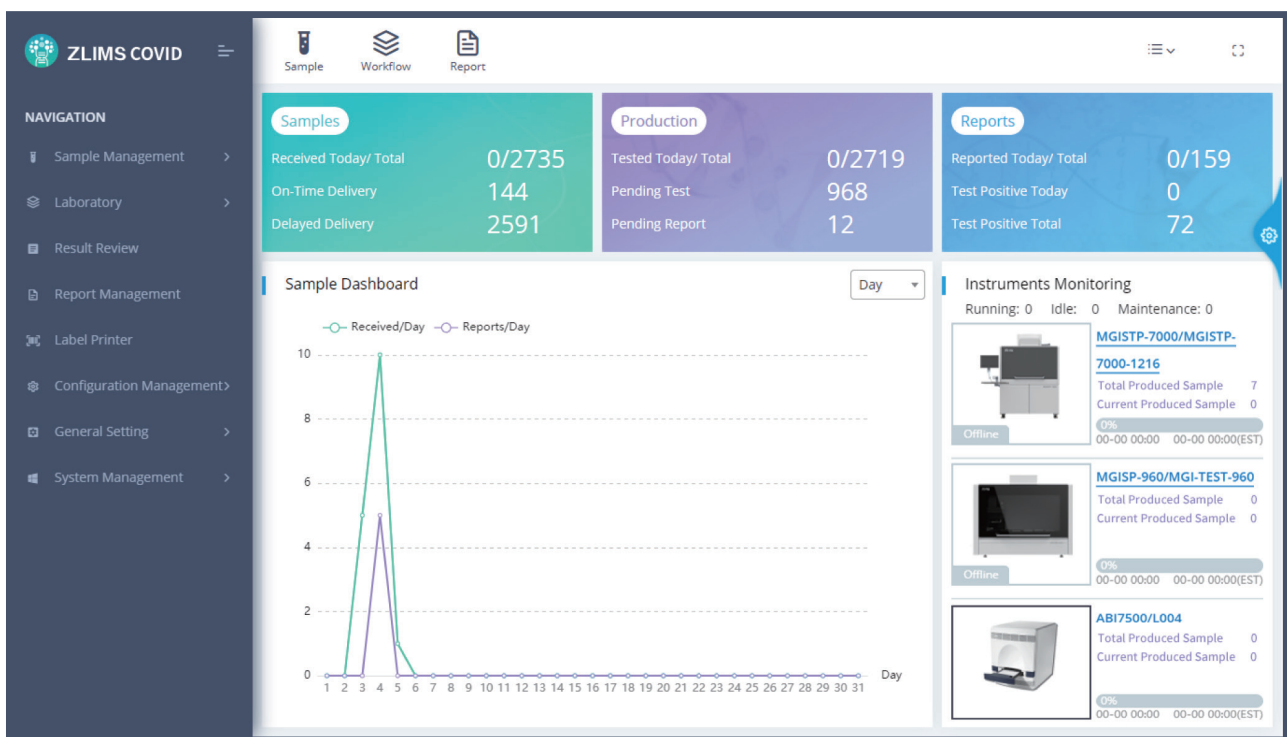 ZLIMS COVID
NAVIGATION
Sample Management
Laboratory
Result Review
Report Management
Label Printer
Configuration Management
General Setting
System Management
Sample Workflow Report
Samples
Received Today/ Total 0/2735
On-Time Delivery 144
Delayed Delivery 2591
Production
Tested Today/ Total 0/2719
Pending Test 968
Pending Report 12
Reports
Reported Today/ Total 0/159
Test Positive Today 0
Test Positive Total 72
Sample Dashboard
Day
Received/Day Reports/Day
10
8
6
4
2
0
1 2 3 4 5 6 7 8 9 10 11 12 13 14 15 16 17 18 19 20 21 22 23 24 25 26 27 28 29 30 31
Day
Instruments Monitoring
Running: 0 Idle: 0 Maintenance: 0
MGISTP-7000/MGISTP-
7000-1216
Total Produced Sample 7
Current Produced Sample 0
Offline
0%
00-00 00:00 00-00 00:00(EST)
MGISP-960/MGI-TEST-960
Total Produced Sample 0
Current Produced Sample 0
Offline
0%
00-00 00:00 00-00 00:00(EST)
ABI7500/L004
Total Produced Sample 0
Current Produced Sample 0
0%
00-00 00:00 00-00 00:00(EST)